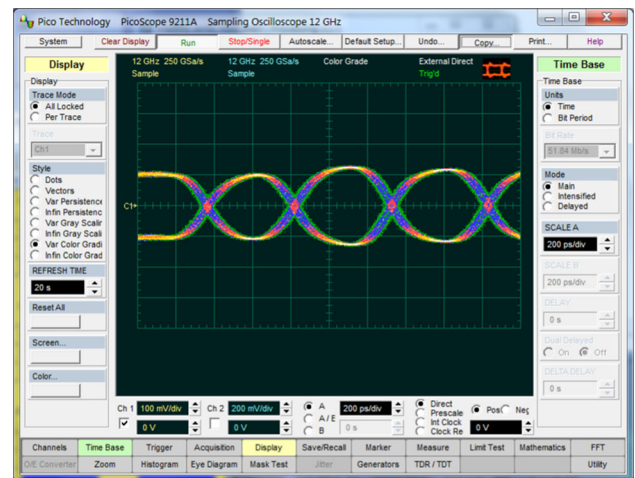 Pico Technology PicoScope 9211A Sampling Oscilloscope 12 GHz
System Clear Display Run Stop/Single Autoscale... Default Setup... Undo... Copy... Print... Help
Display
Display
Trace Mode
All Locked
Per Trace
Trace
Ch1
Style
Dots
Vectors
Var Persistence
Infin Persistenc
Var Gray Scalir
Infin Gray Scali
Var Color Gradi
Infin Color Grad
REFRESH TIME
20 s
Reset All
Screen...
Color...
12 GHz 250 GSa/s 12 GHz 250 GSa/s Color Grade External Direct
Sample Sample Trig'd
C1
Time Base
Time Base
Units
Time
Bit Period
Bit Rate
51.84 Mb/s
Mode
Main
Intensified
Delayed
SCALE A
200 ps/div
SCALE B
200 ps/div
DELAY
0 s
Dual Delayed
On Off
DELTA DELAY
0 s
Ch 1 100 mV/div Ch 2 200 mV/div A 200 ps/div Direct Pos Neg
A/E Prescale
0 V 0 V B 0 s Int Clock 0 V
Clock Re
Channels Time Base Trigger Acquisition Display Save/Recall Marker Measure Limit Test Mathematics FFT
O/E Converter Zoom Histogram Eye Diagram Mask Test Jitter Generators TDR / TDT Utility